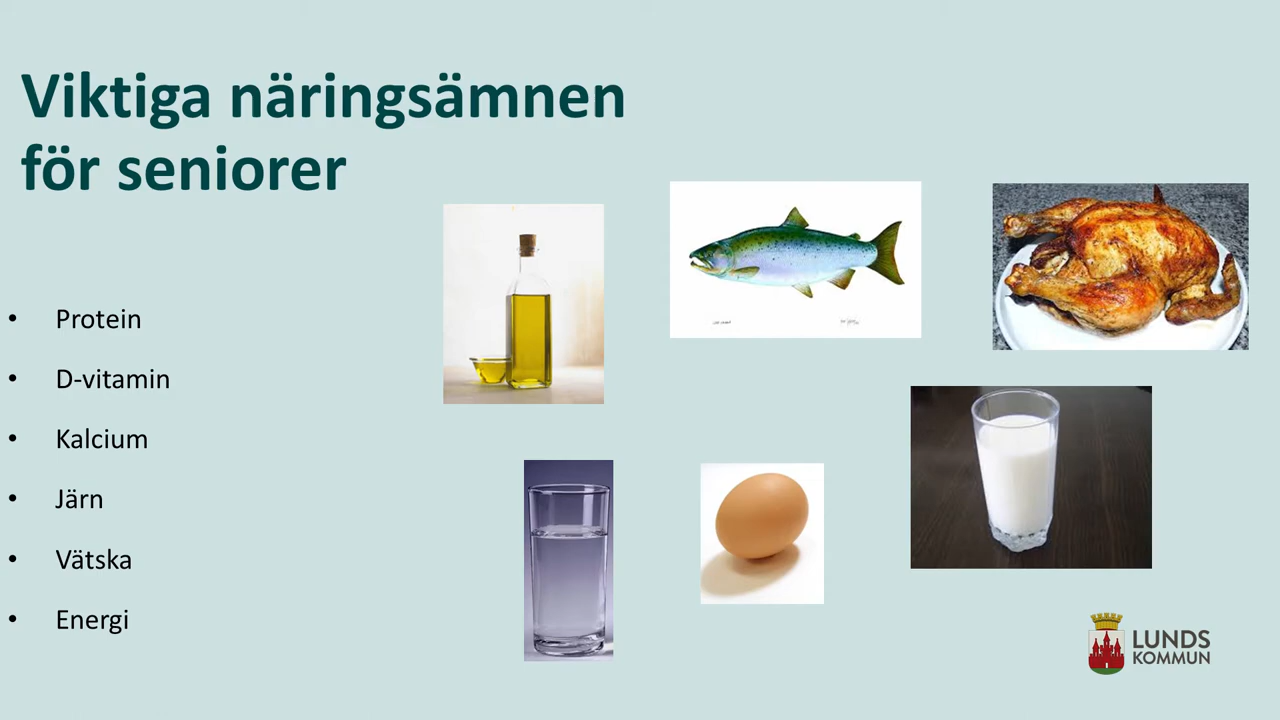 Viktiga näringsämnen
för seniorer
• Protein
• D-vitamin
• Kalcium
• Järn
• Vätska
• Energi
LUNDS
KOMMUN